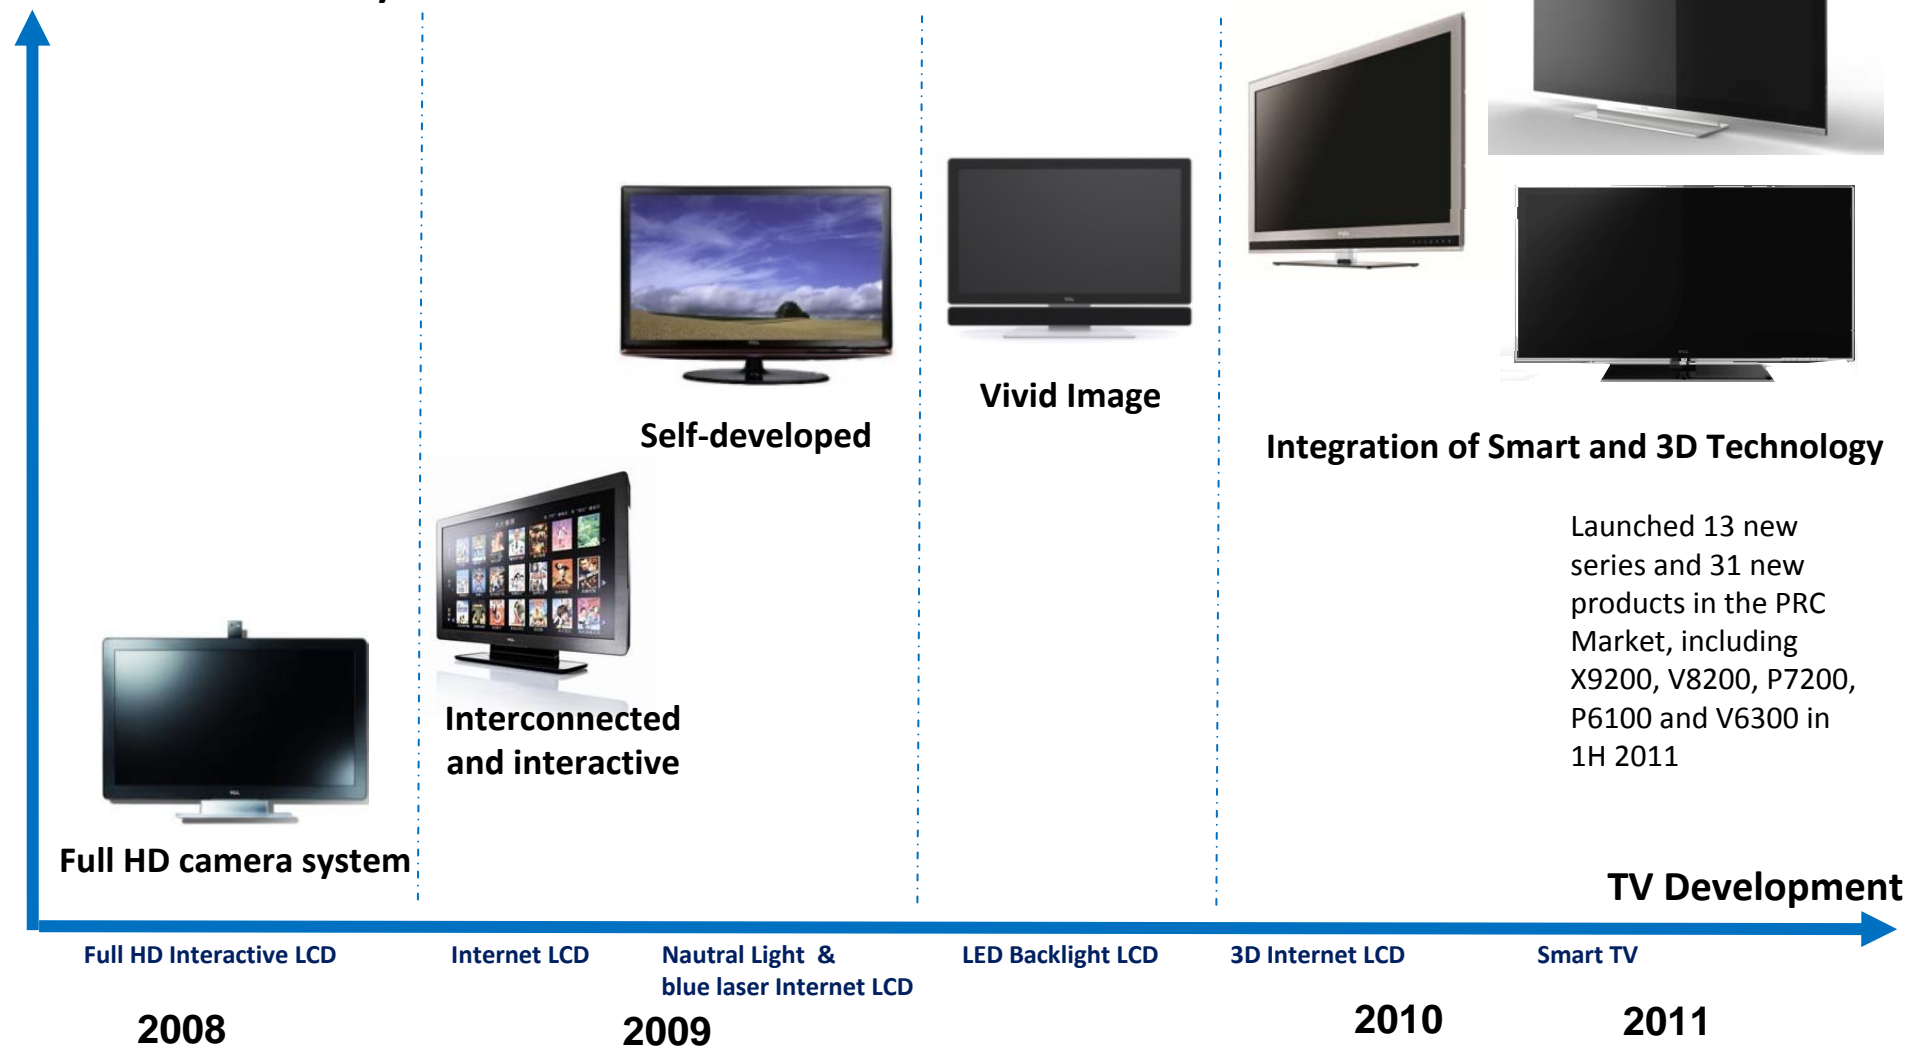 Vivid Image
Self-developed
Integration of Smart and 3D Technology
Launched 13 new
series and 31 new
products in the PRC
Market, including
X9200, V8200, P7200,
P6100 and V6300 in
1H 2011
Interconnected
and interactive
Full HD camera system
TV Development
Full HD Interactive LCD
Internet LCD
Nautral Light &
blue laser Internet LCD
LED Backlight LCD
3D Internet LCD
Smart TV
2008
2009
2010
2011